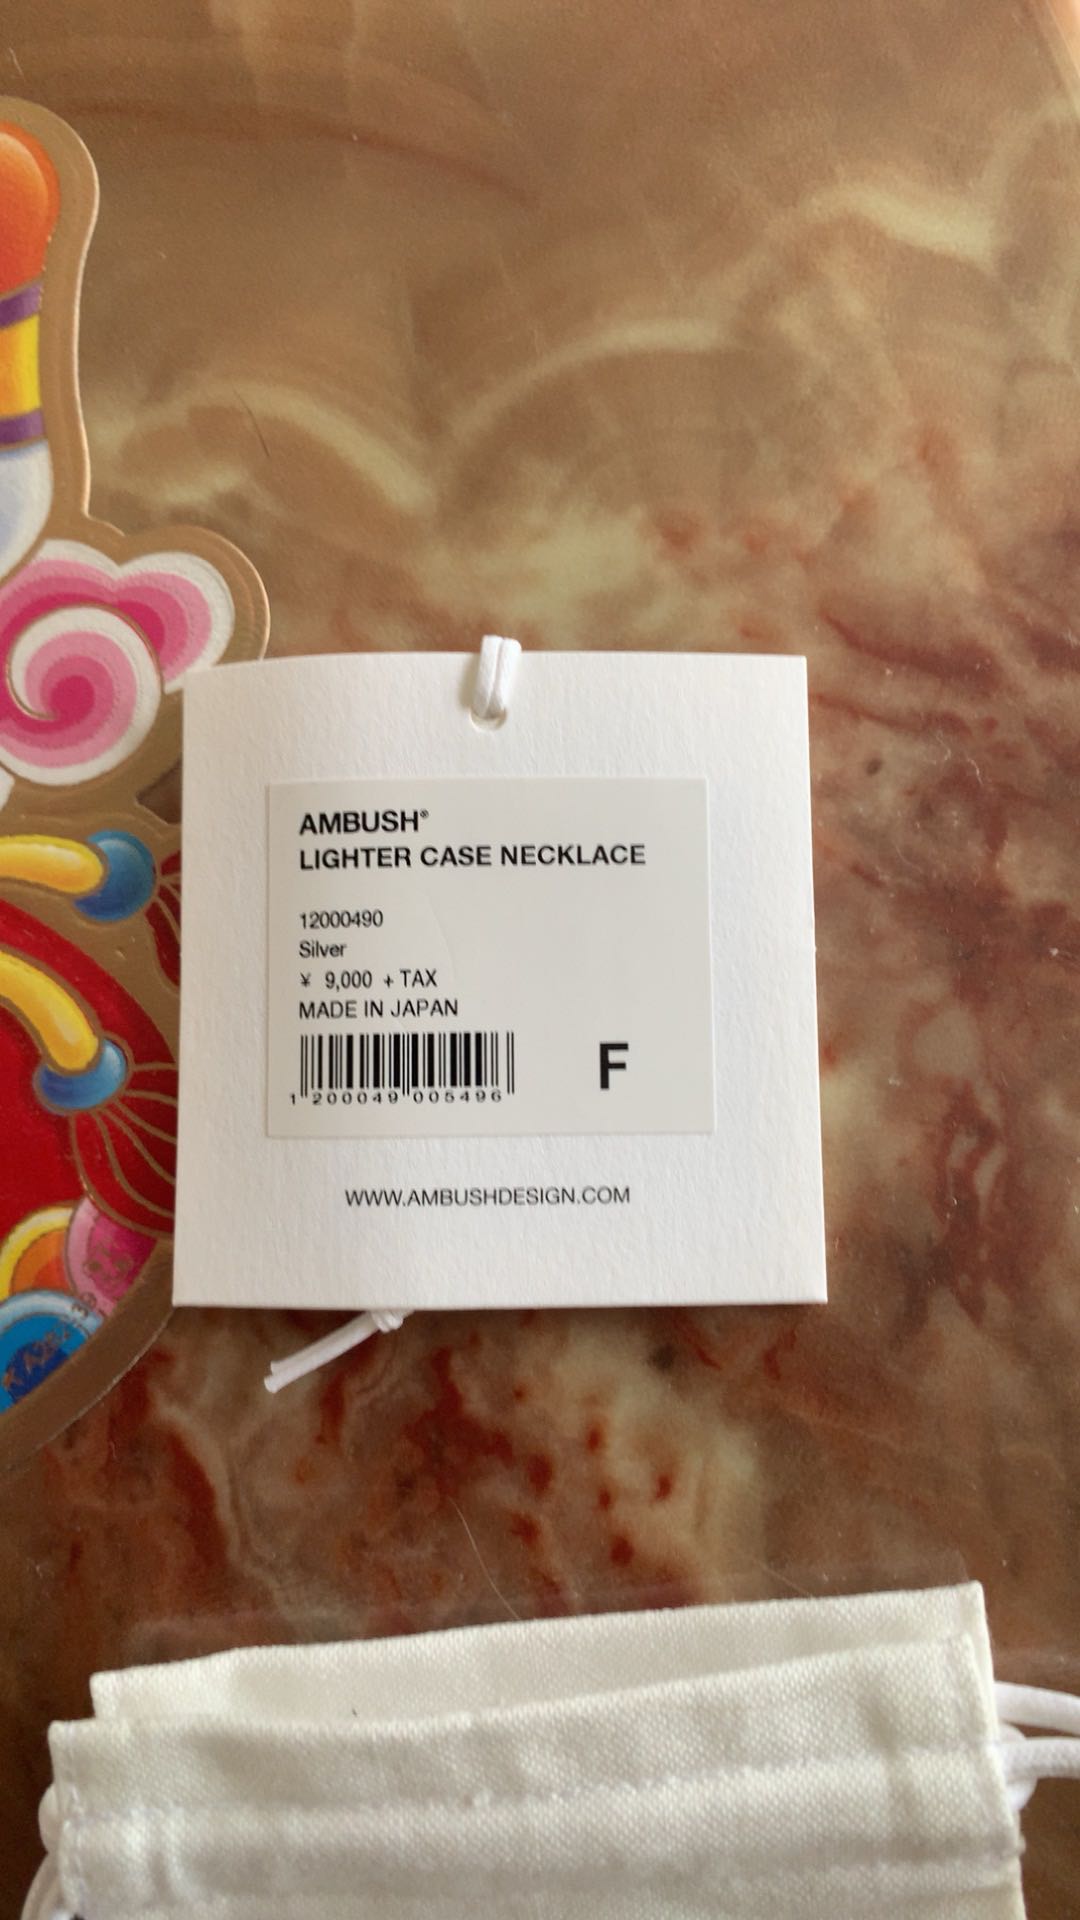 AMBUSH®
LIGHTER CASE NECKLACE
12000490
Silver
¥ 9,000 + TAX
MADE IN JAPAN
1 200049 005496
F
WWW.AMBUSHDESIGN.COM